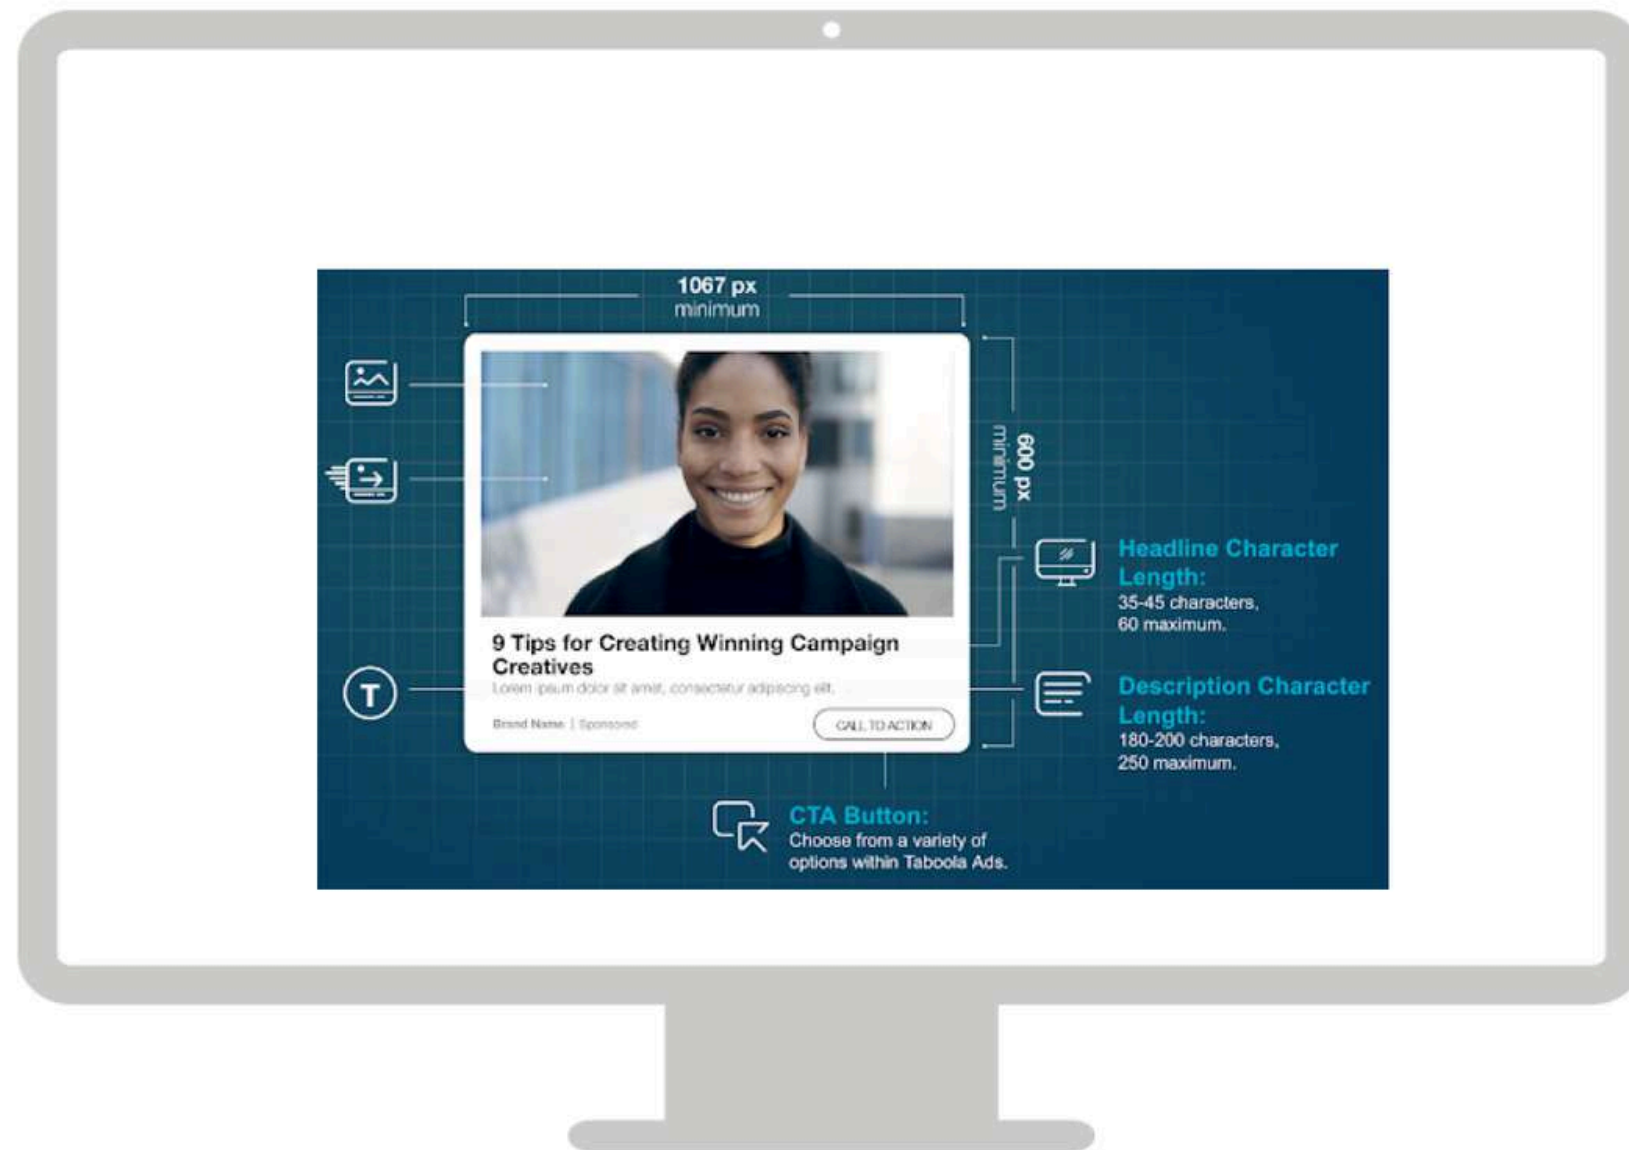 1067 px
minimum
600 px
minimum
9 Tips for Creating Winning Campaign
Creatives
Lorem ipsum dolor sit amet, consectetur adipiscing elit.
Brand Name | Sponsored
CALL TO ACTION
T
Headline Character
Length:
35-45 characters,
60 maximum.
Description Character
Length:
180-200 characters,
250 maximum.
CTA Button:
Choose from a variety of
options within Taboola Ads.